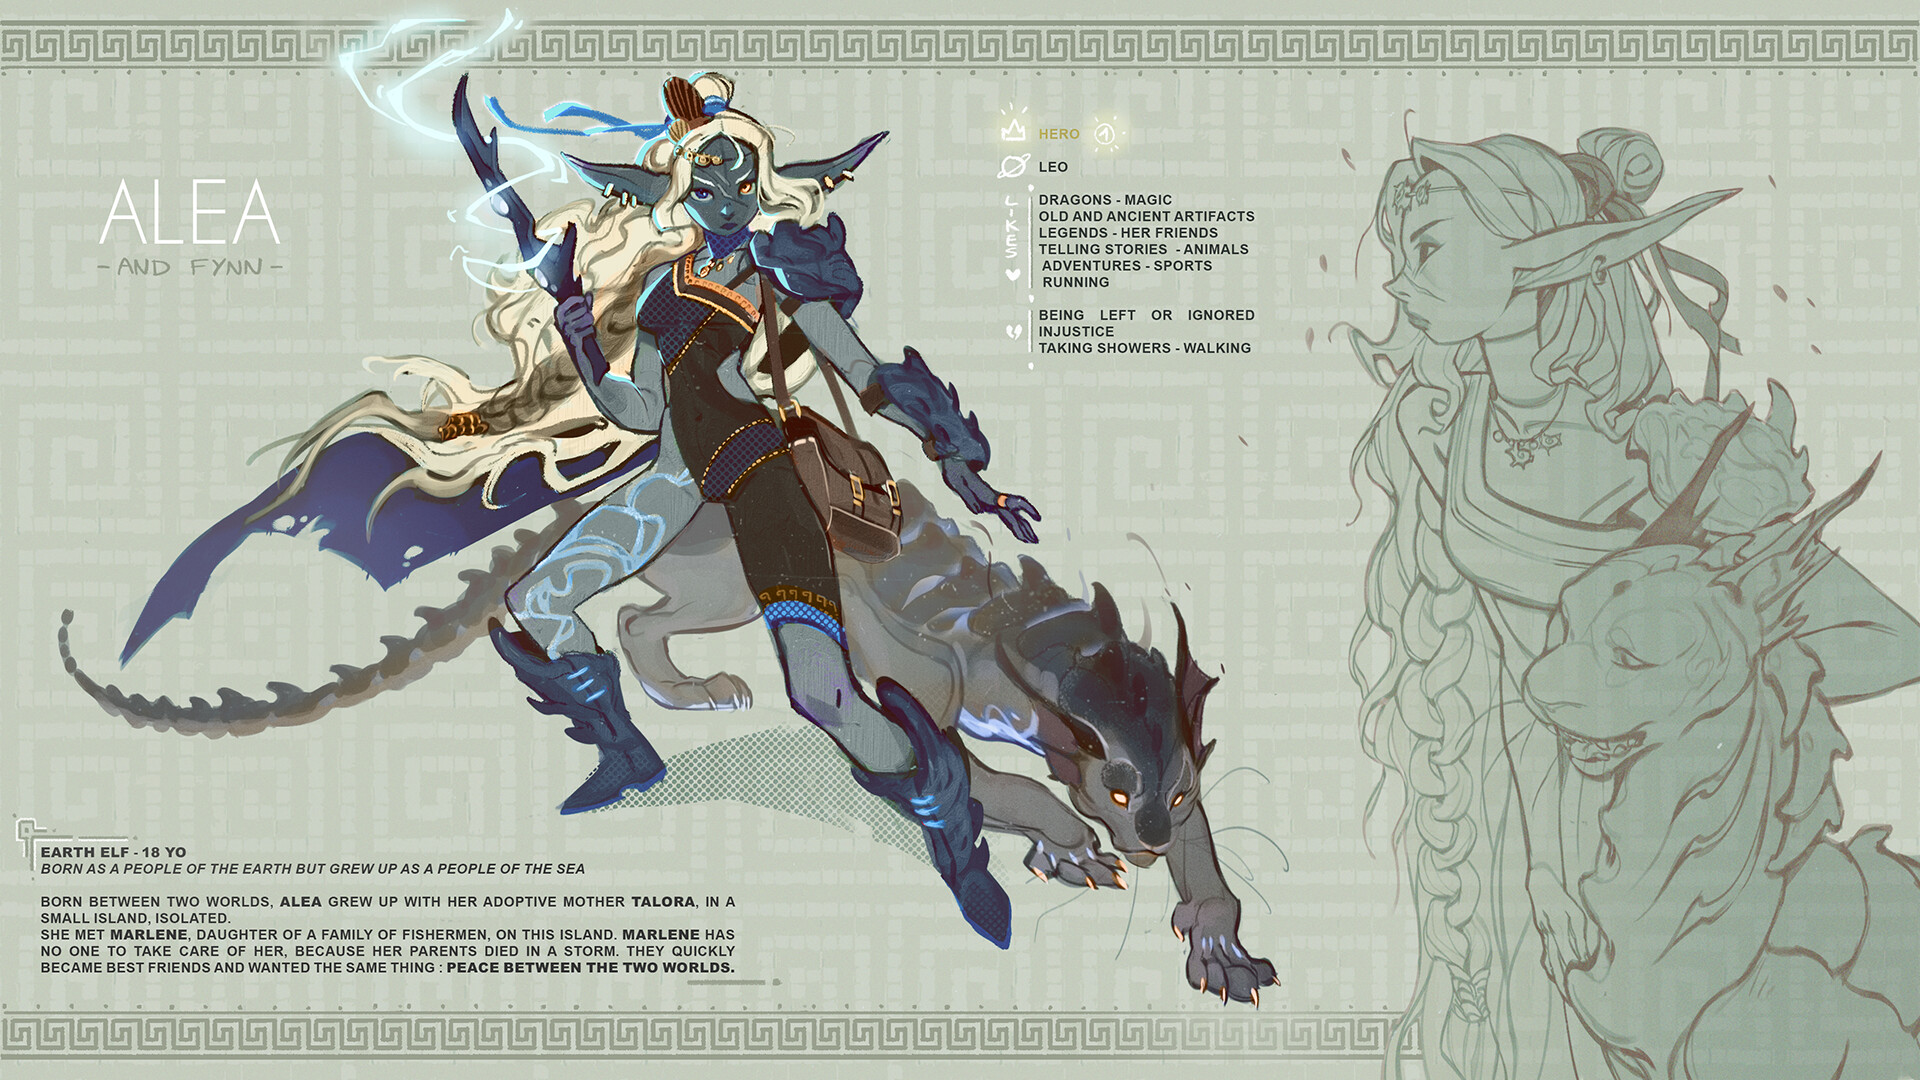 ALEA
- AND FYNN -
HERO 1
LEO
LIKES
DRAGONS - MAGIC
OLD AND ANCIENT ARTIFACTS
LEGENDS - HER FRIENDS
TELLING STORIES - ANIMALS
ADVENTURES - SPORTS
RUNNING
BEING LEFT OR IGNORED
INJUSTICE
TAKING SHOWERS - WALKING
EARTH ELF - 18 YO
BORN AS A PEOPLE OF THE EARTH BUT GREW UP AS A PEOPLE OF THE SEA
BORN BETWEEN TWO WORLDS, ALEA GREW UP WITH HER ADOPTIVE MOTHER TALORA, IN A
SMALL ISLAND, ISOLATED.
SHE MET MARLENE, DAUGHTER OF A FAMILY OF FISHERMEN, ON THIS ISLAND. MARLENE HAS
NO ONE TO TAKE CARE OF HER, BECAUSE HER PARENTS DIED IN A STORM. THEY QUICKLY
BECAME BEST FRIENDS AND WANTED THE SAME THING : PEACE BETWEEN THE TWO WORLDS.